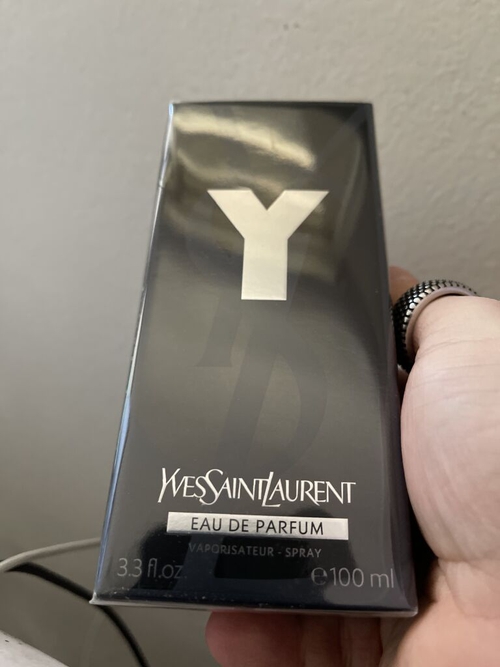 Y
YVESSAINTLAURENT
EAU DE PARFUM
VAPORISATEUR - SPRAY
3.3 fl.oz. ℮100 ml